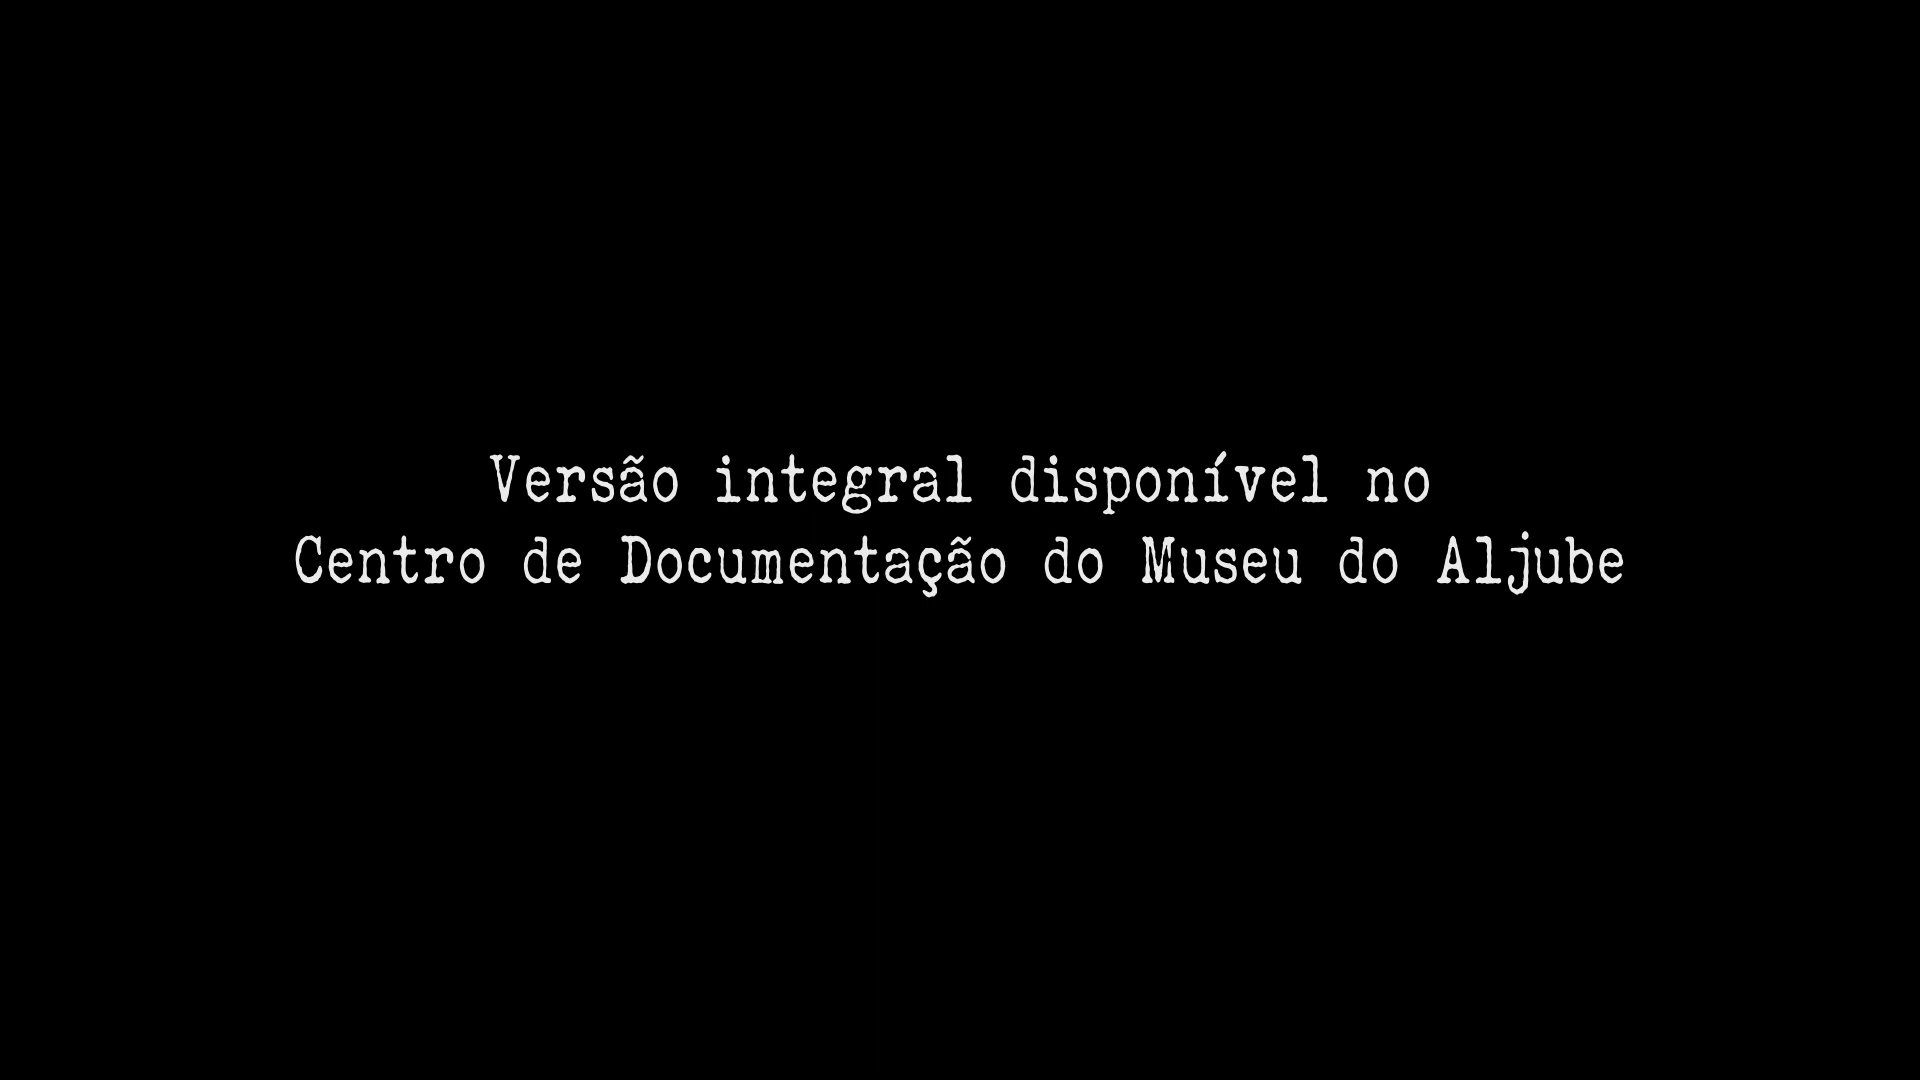 Versão integral disponível no
Centro de Documentação do Museu do Aljube